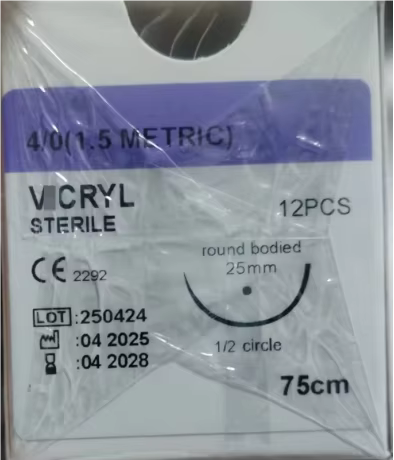 4/0(1.5 METRIC)
VICRYL
STERILE
12PCS
CE 2292
round bodied
25mm
1/2 circle
LOT :250424
:04 2025
:04 2028
75cm